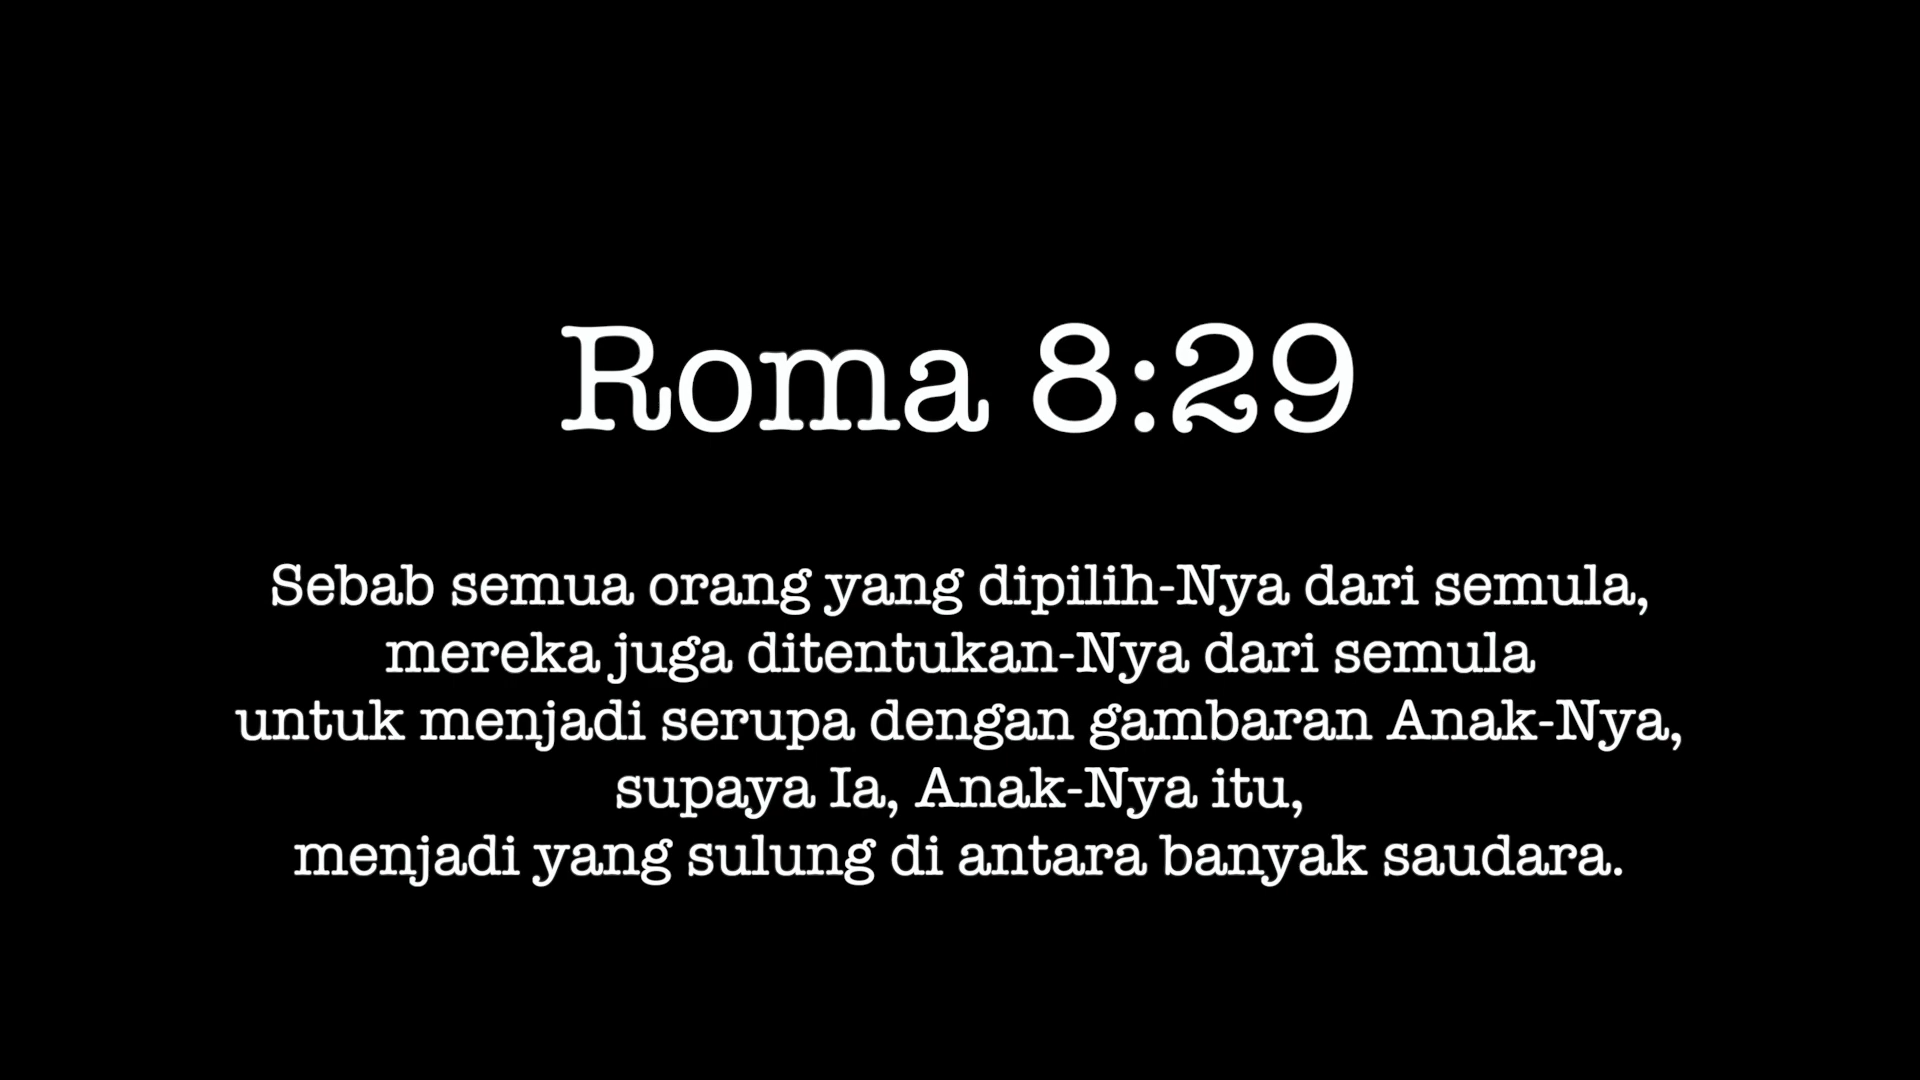 Roma 8:29
Sebab semua orang yang dipilih-Nya dari semula,
mereka juga ditentukan-Nya dari semula
untuk menjadi serupa dengan gambaran Anak-Nya,
supaya Ia, Anak-Nya itu,
menjadi yang sulung di antara banyak saudara.